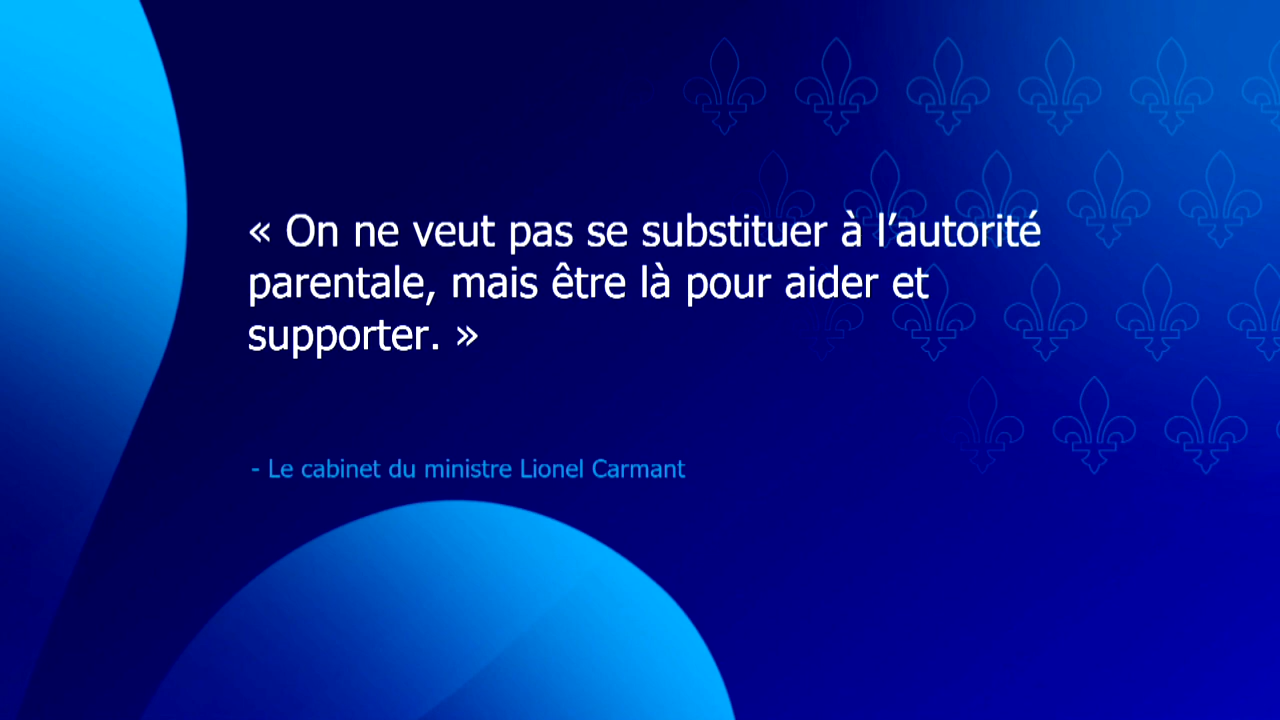 « On ne veut pas se substituer à l’autorité
parentale, mais être là pour aider et
supporter. »
- Le cabinet du ministre Lionel Carmant